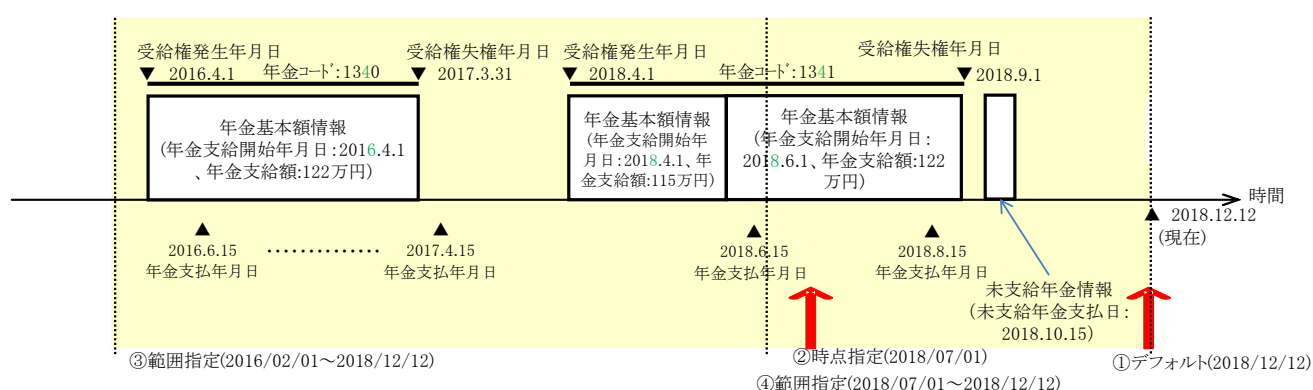 受給権発生年月日
受給権失権年月日
受給権発生年月日
受給権失権年月日
▼ 2016.4.1 年金コード:1340 ▼ 2017.3.31
▼ 2018.4.1 年金コード:1341 ▼ 2018.9.1
年金基本額情報
(年金支給開始年月日:2016.4.1
、年金支給額:122万円)
年金基本額情報
(年金支給開始年
月日:2018.4.1、年
金支給額:115万円)
年金基本額情報
(年金支給開始年月日:
2018.6.1、年金支給額:122
万円)
時間
▲ 2018.12.12
(現在)
▲
2016.6.15
年金支払年月日
・・・・・・・・・・・・・
▲
2017.4.15
年金支払年月日
▲
2018.6.15
年金支払年月日
▲
2018.8.15
年金支払年月日
未支給年金情報
(未支給年金支払日:
2018.10.15)
③範囲指定(2016/02/01～2018/12/12)
②時点指定(2018/07/01)
①デフォルト(2018/12/12)
④範囲指定(2018/07/01～2018/12/12)